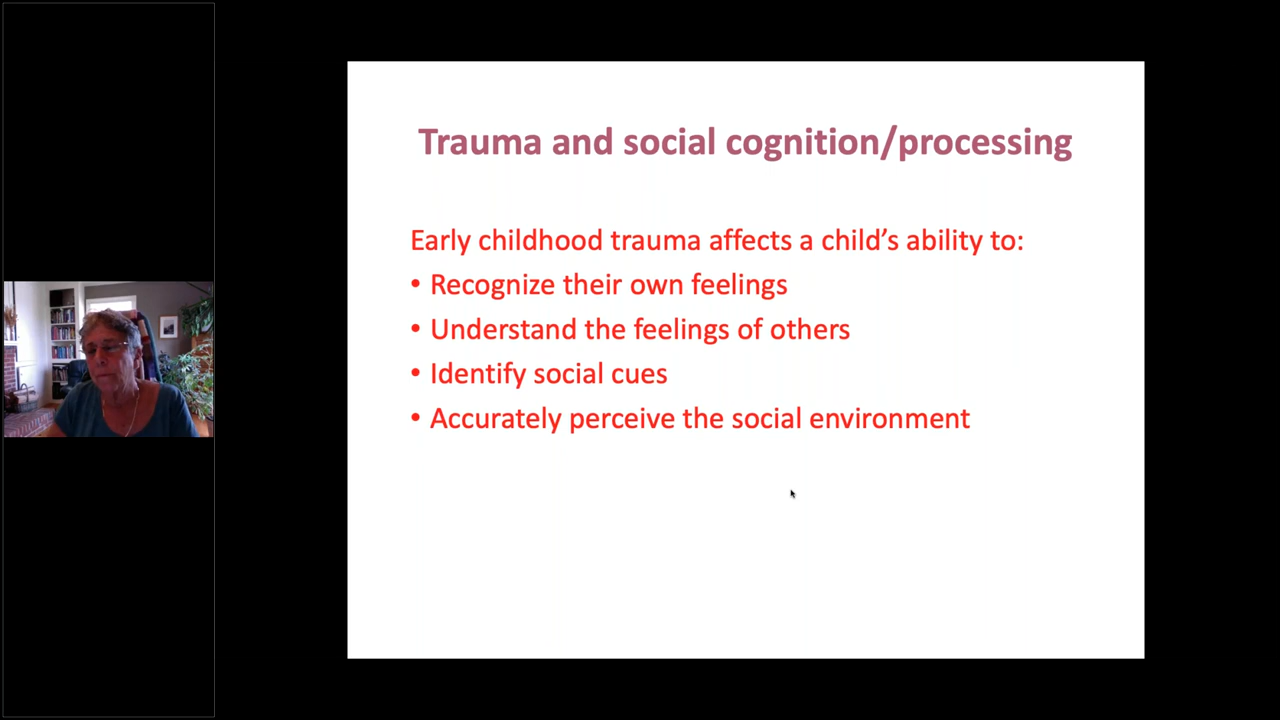 Trauma and social cognition/processing
Early childhood trauma affects a child’s ability to:
• Recognize their own feelings
• Understand the feelings of others
• Identify social cues
• Accurately perceive the social environment